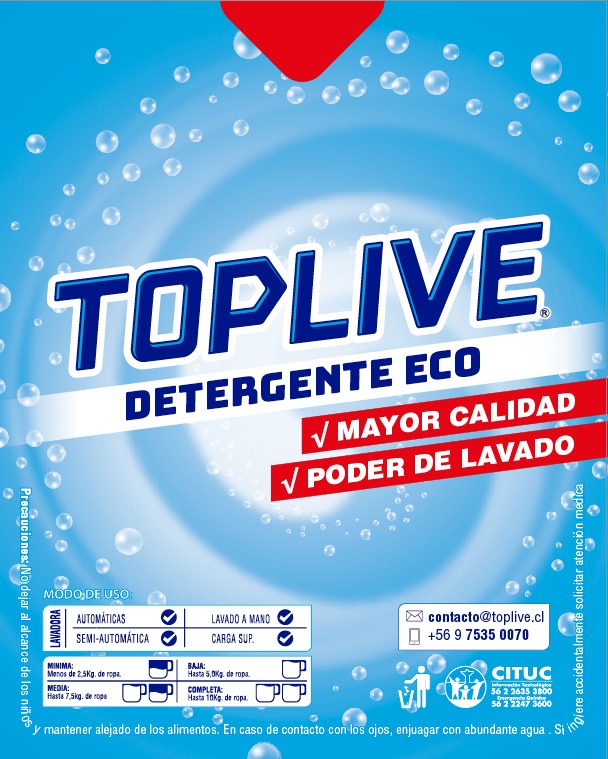 TOPLIVE®
DETERGENTE ECO
√ MAYOR CALIDAD
√ PODER DE LAVADO
MODO DE USO:
LAVADORA
AUTOMÁTICAS
LAVADO A MANO
SEMI-AUTOMÁTICA
CARGA SUP.
MINIMA:
Menos de 2,5Kg. de ropa.
BAJA:
Hasta 5,0Kg. de ropa.
MEDIA:
Hasta 7,5kg. de ropa
COMPLETA:
Hasta 10Kg. de ropa.
contacto@toplive.cl
+56 9 7535 0070
CITUC
Información Toxicológica
56 2 2635 3800
Emergencia Química
56 2 2247 3600
Precauciones: No dejar al alcance de los niños y mantener alejado de los alimentos. En caso de contacto con los ojos, enjuagar con abundante agua . Si ingiere accidentalmente solicitar atención medica